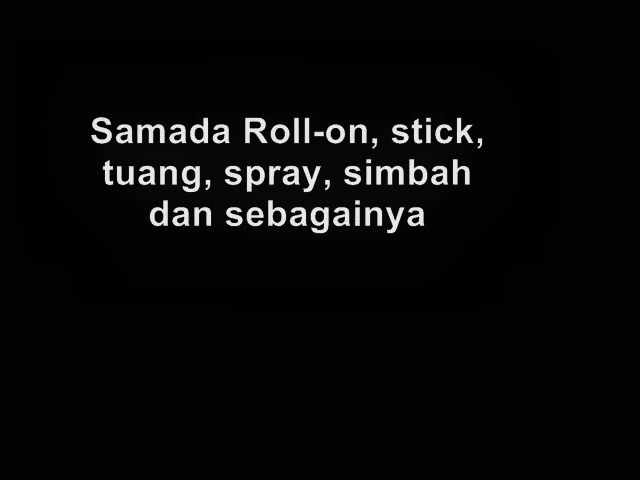 Samada Roll-on, stick,
tuang, spray, simbah
dan sebagainya